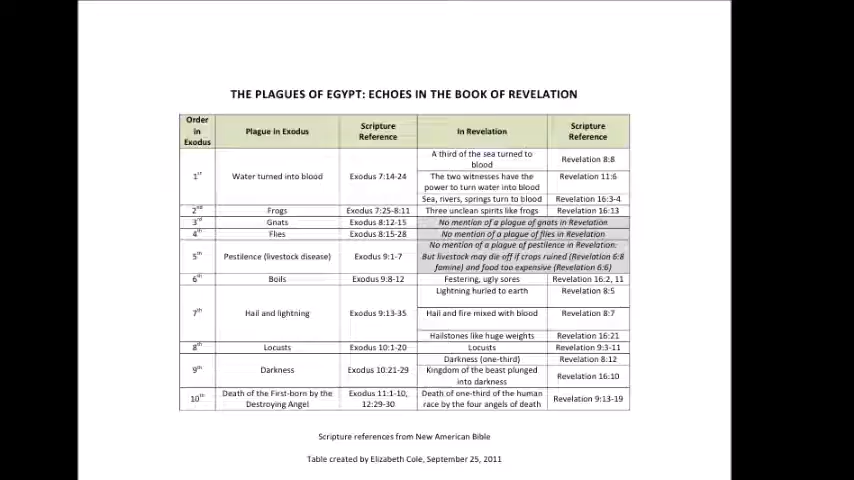 THE PLAGUES OF EGYPT: ECHOES IN THE BOOK OF REVELATION
Order in Exodus Plague in Exodus Scripture Reference In Revelation Scripture Reference
1st Water turned into blood Exodus 7:14-24 A third of the sea turned to blood Revelation 8:8
The two witnesses have the power to turn water into blood Revelation 11:6
Sea, rivers, springs turn to blood Revelation 16:3-4
2nd Frogs Exodus 7:25-8:11 Three unclean spirits like frogs Revelation 16:13
3rd Gnats Exodus 8:12-15 No mention of a plague of gnats in Revelation
4th Flies Exodus 8:15-28 No mention of a plague of flies in Revelation
5th Pestilence (livestock disease) Exodus 9:1-7 No mention of a plague of pestilence in Revelation:
But livestock may die off if crops ruined (Revelation 6:8
famine) and food too expensive (Revelation 6:6)
6th Boils Exodus 9:8-12 Festering, ugly sores Revelation 16:2, 11
7th Hail and lightning Exodus 9:13-35 Lightning hurled to earth Revelation 8:5
Hail and fire mixed with blood Revelation 8:7
Hailstones like huge weights Revelation 16:21
8th Locusts Exodus 10:1-20 Locusts Revelation 9:3-11
9th Darkness Exodus 10:21-29 Darkness (one-third) Revelation 8:12
Kingdom of the beast plunged into darkness Revelation 16:10
10th Death of the First-born by the Destroying Angel Exodus 11:1-10, 12:29-30 Death of one-third of the human race by the four angels of death Revelation 9:13-19
Scripture references from New American Bible
Table created by Elizabeth Cole, September 25, 2011